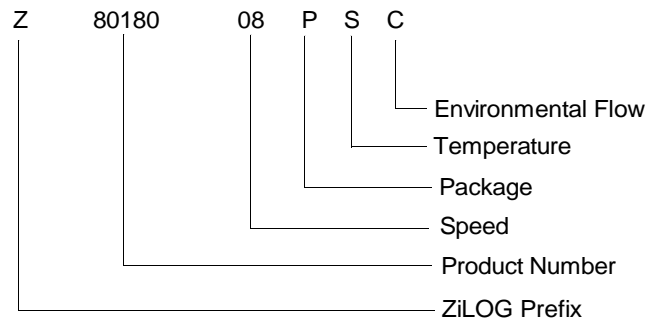 Z 80180 08 P S C
Environmental Flow
Temperature
Package
Speed
Product Number
ZiLOG Prefix